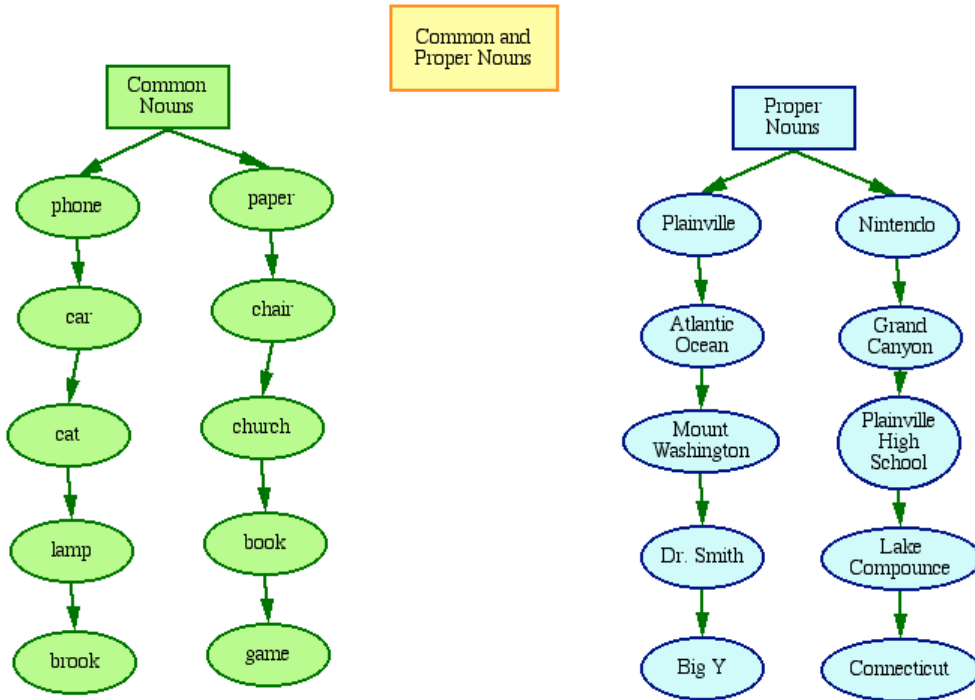 Common and
Proper Nouns
Common
Nouns
phone
car
cat
lamp
brook
paper
chair
church
book
game
Proper
Nouns
Plainville
Atlantic
Ocean
Mount
Washington
Dr. Smith
Big Y
Nintendo
Grand
Canyon
Plainville
High
School
Lake
Compounce
Connecticut